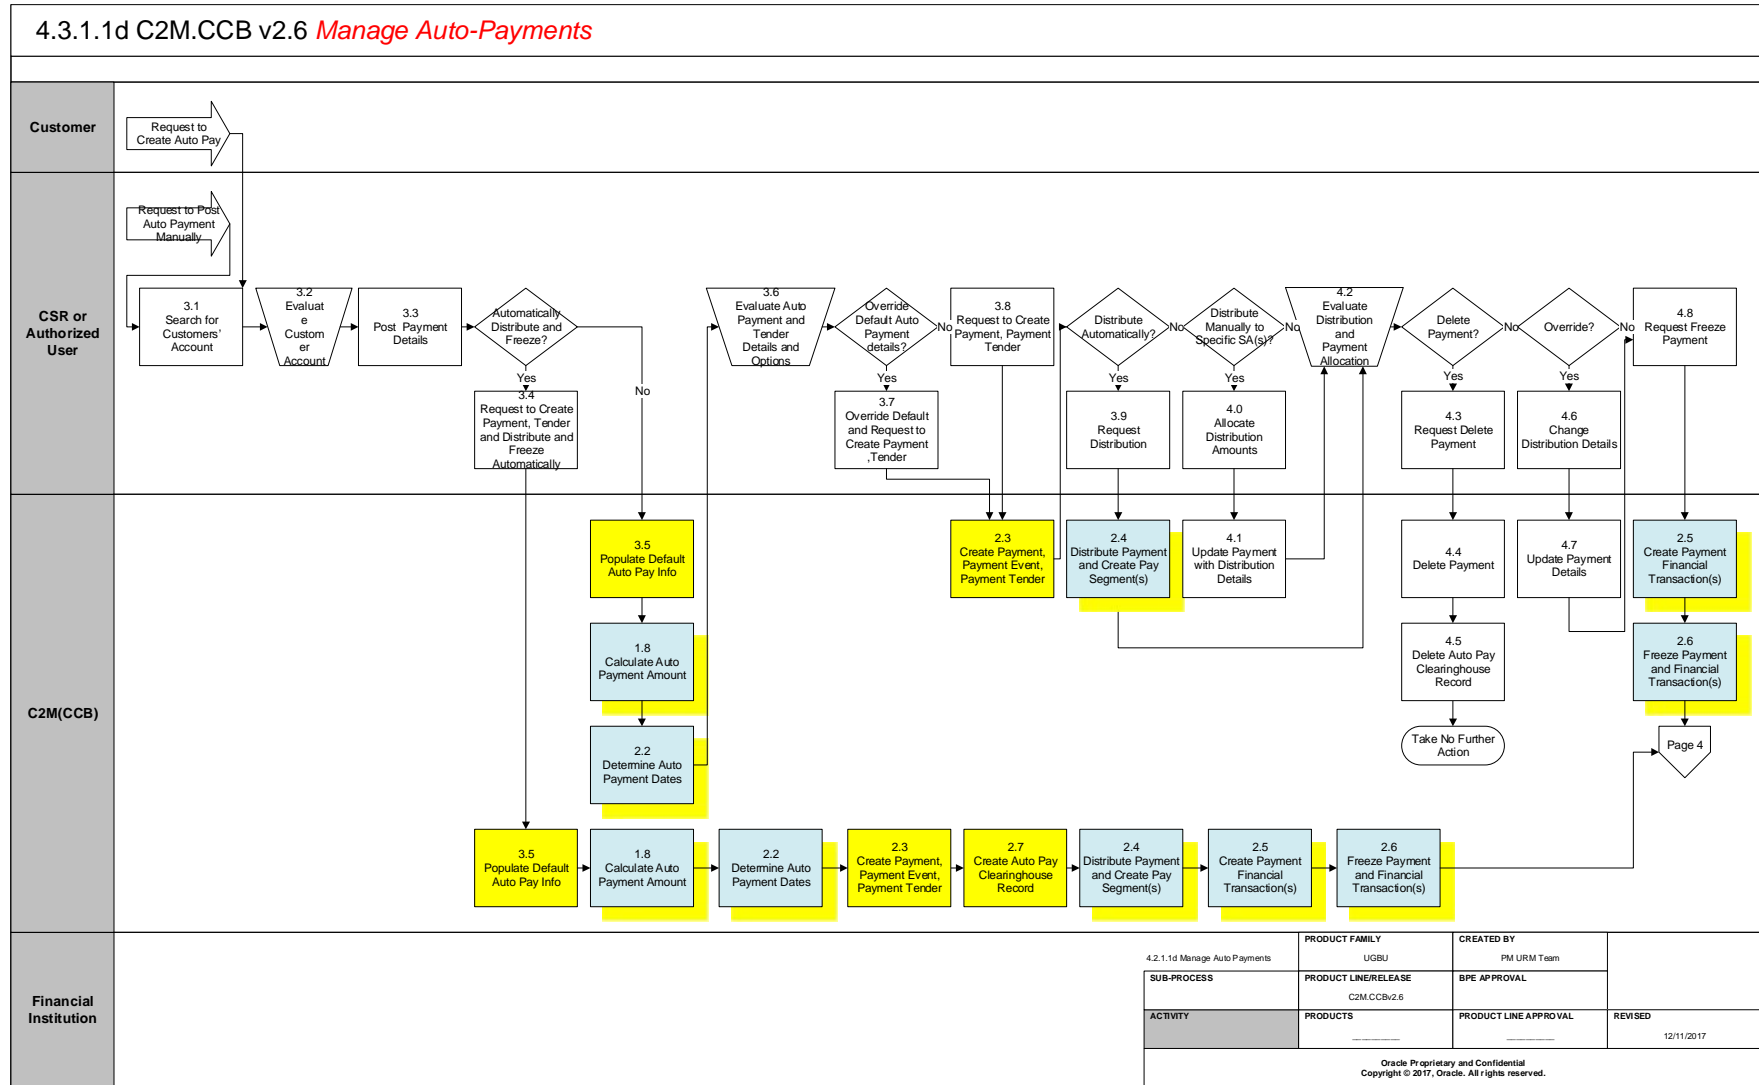 4.3.1.1d C2M.CCB v2.6 Manage Auto-Payments
Customer
Request to
Create Auto Pay
CSR or
Authorized
User
Request to Post
Auto Payment
Manually
3.1
Search for
Customers'
Account
3.2
Evaluat
e
Custom
er
Account
3.3
Post Payment
Details
Automatically
Distribute and
Freeze?
Yes
No
3.4
Request to Create
Payment, Tender
and Distribute and
Freeze
Automatically
3.6
Evaluate Auto
Payment and
Tender
Details and
Options
Override
Default Auto
Payment
details?
No
Yes
3.7
Override Default
and Request to
Create Payment
,Tender
3.8
Request to Create
Payment, Payment
Tender
Distribute
Automatically?
No
Yes
3.9
Request
Distribution
Distribute
Manually to
Specific SA(s)?
No
Yes
4.0
Allocate
Distribution
Amounts
4.2
Evaluate
Distribution
and
Payment
Allocation
Delete
Payment?
No
Yes
4.3
Request Delete
Payment
Override?
No
Yes
4.6
Change
Distribution Details
4.8
Request Freeze
Payment
C2M(CCB)
3.5
Populate Default
Auto Pay Info
1.8
Calculate Auto
Payment Amount
2.2
Determine Auto
Payment Dates
2.3
Create Payment,
Payment Event,
Payment Tender
2.4
Distribute Payment
and Create Pay
Segment(s)
4.1
Update Payment
with Distribution
Details
4.4
Delete Payment
4.5
Delete Auto Pay
Clearinghouse
Record
Take No Further
Action
4.7
Update Payment
Details
2.5
Create Payment
Financial
Transaction(s)
2.6
Freeze Payment
and Financial
Transaction(s)
Page 4
3.5
Populate Default
Auto Pay Info
1.8
Calculate Auto
Payment Amount
2.2
Determine Auto
Payment Dates
2.3
Create Payment,
Payment Event,
Payment Tender
2.7
Create Auto Pay
Clearinghouse
Record
2.4
Distribute Payment
and Create Pay
Segment(s)
2.5
Create Payment
Financial
Transaction(s)
2.6
Freeze Payment
and Financial
Transaction(s)
Financial
Institution
4.2.1.1d Manage Auto Payments
PRODUCT FAMILY
UGBU
CREATED BY
PM URM Team
SUB-PROCESS
PRODUCT LINE/RELEASE
C2M.CCBv2.6
BPE APPROVAL
ACTIVITY
PRODUCTS
PRODUCT LINE APPROVAL
REVISED
12/11/2017
Oracle Proprietary and Confidential
Copyright © 2017, Oracle. All rights reserved.